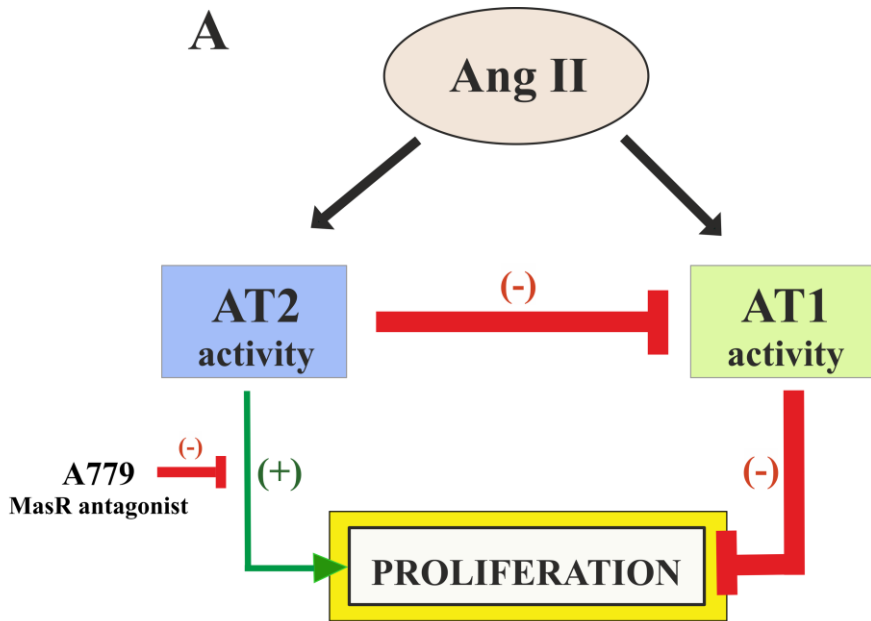 A
Ang II
AT2
activity
(-)
AT1
activity
(-)
A779
MasR antagonist
(+)
(-)
PROLIFERATION